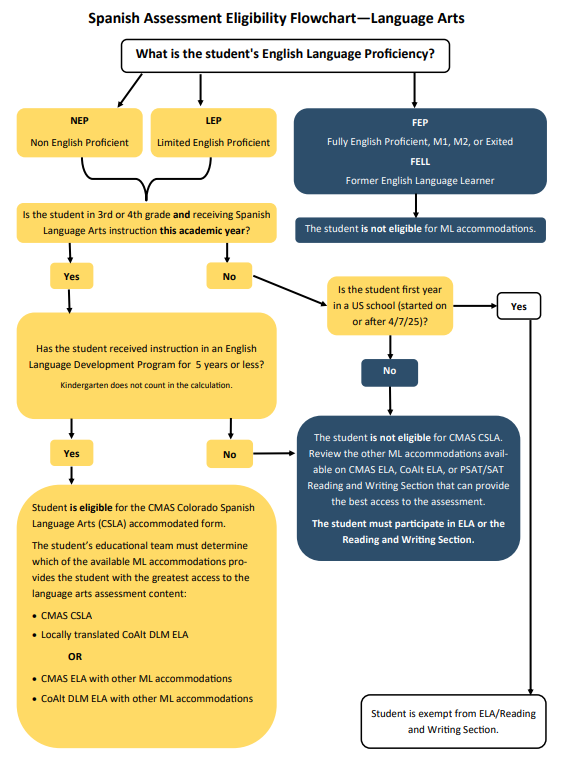 Spanish Assessment Eligibility Flowchart—Language Arts
What is the student's English Language Proficiency?
NEP
Non English Proficient
LEP
Limited English Proficient
FEP
Fully English Proficient, M1, M2, or Exited
FELL
Former English Language Learner
Is the student in 3rd or 4th grade and receiving Spanish
Language Arts instruction this academic year?
The student is not eligible for ML accommodations.
Yes
No
Is the student first year
in a US school (started on
or after 4/7/25)?
Yes
Has the student received instruction in an English
Language Development Program for 5 years or less?
Kindergarten does not count in the calculation.
No
Yes
No
The student is not eligible for CMAS CSLA.
Review the other ML accommodations avail-
able on CMAS ELA, CoAlt ELA, or PSAT/SAT
Reading and Writing Section that can provide
the best access to the assessment.
The student must participate in ELA or the
Reading and Writing Section.
Student is eligible for the CMAS Colorado Spanish
Language Arts (CSLA) accommodated form.
The student's educational team must determine
which of the available ML accommodations pro-
vides the student with the greatest access to the
language arts assessment content:
• CMAS CSLA
• Locally translated CoAlt DLM ELA
OR
• CMAS ELA with other ML accommodations
• CoAlt DLM ELA with other ML accommodations
Student is exempt from ELA/Reading
and Writing Section.